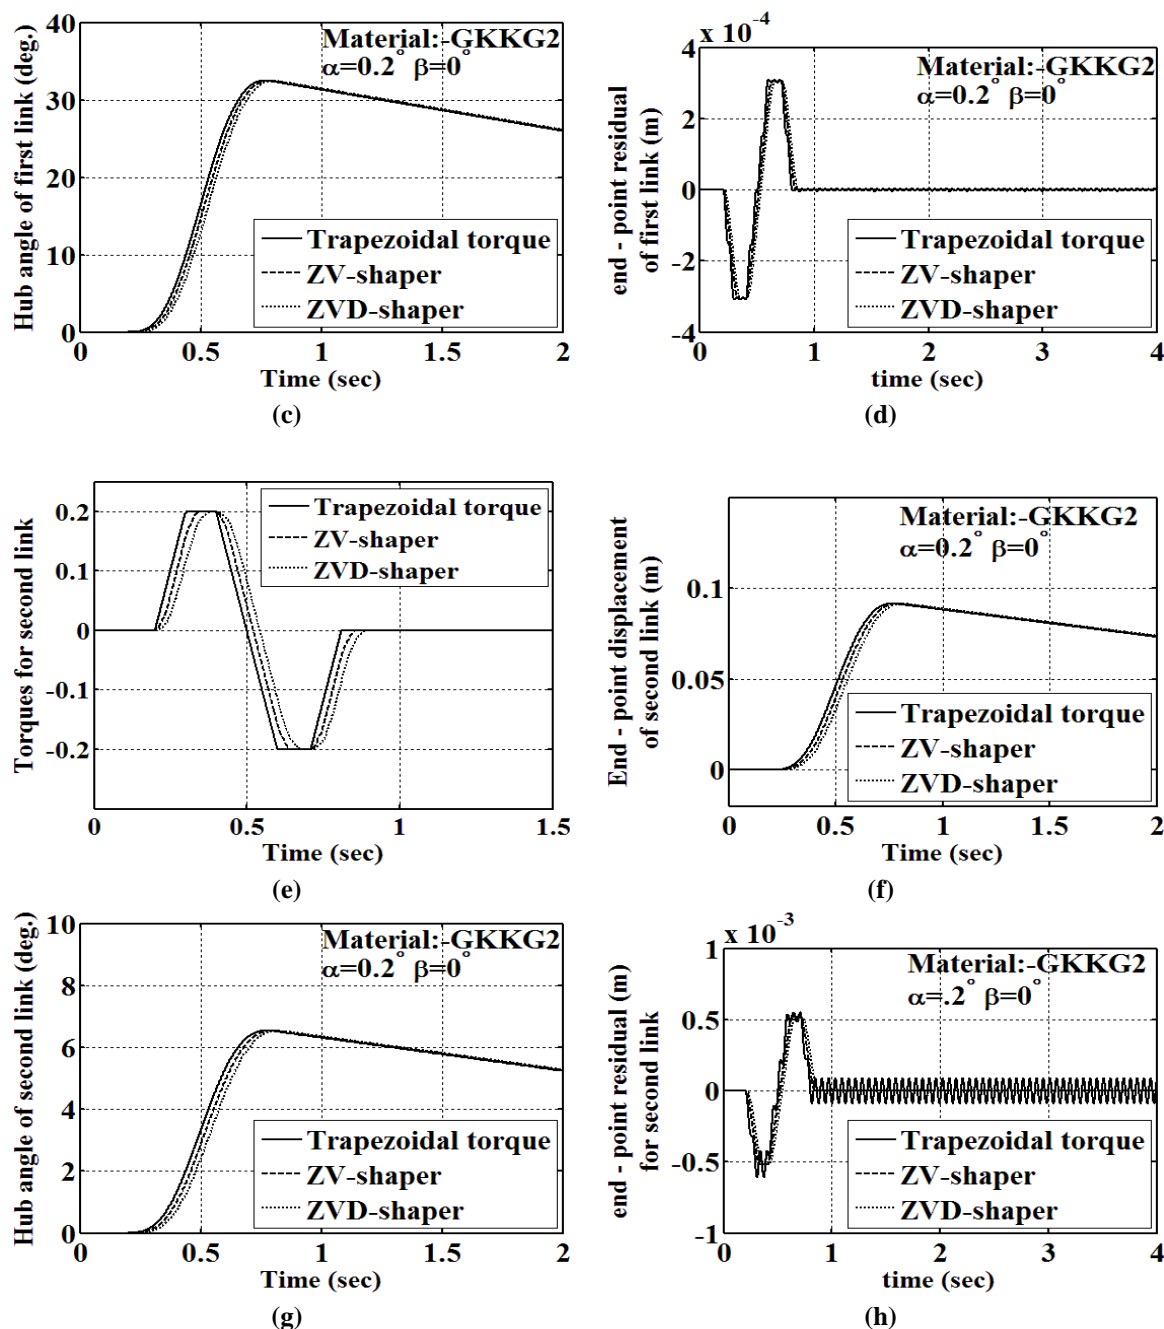 Hub angle of first link (deg.)
40
30
20
10
0
Material:-GKKG2
α=0.2° β=0°
Trapezoidal torque
ZV-shaper
ZVD-shaper
0 0.5 1 1.5 2
Time (sec)
(c)
end - point residual
of first link (m)
x 10⁻⁴
4
2
0
-2
-4
Material:-GKKG2
α=0.2° β=0°
Trapezoidal torque
ZV-shaper
ZVD-shaper
0 1 2 3 4
time (sec)
(d)
Torques for second link
0.2
0.1
0
-0.1
-0.2
Trapezoidal torque
ZV-shaper
ZVD-shaper
0 0.5 1 1.5
Time (sec)
(e)
End - point displacement
of second link (m)
0.1
0.05
0
Material:-GKKG2
α=0.2° β=0°
Trapezoidal torque
ZV-shaper
ZVD-shaper
0 0.5 1 1.5 2
Time (sec)
(f)
Hub angle of second link (deg.)
10
8
6
4
2
0
Material:-GKKG2
α=0.2° β=0°
Trapezoidal torque
ZV-shaper
ZVD-shaper
0 0.5 1 1.5 2
Time (sec)
(g)
end - point residual (m)
for second link
x 10⁻³
1
0.5
0
-0.5
-1
Material:-GKKG2
α=.2° β=0°
Trapezoidal torque
ZV-shaper
ZVD-shaper
0 1 2 3 4
time (sec)
(h)